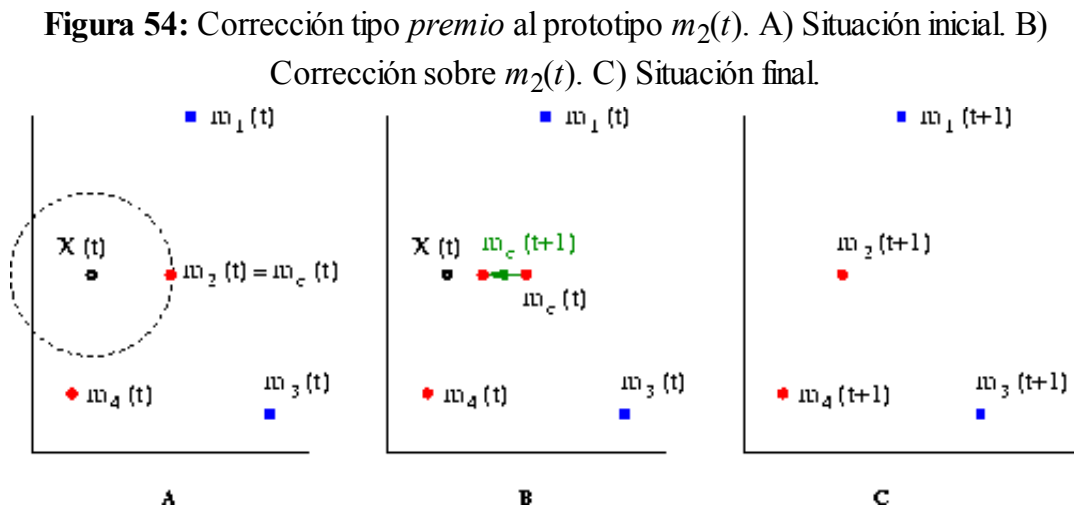 Figura 54: Corrección tipo premio al prototipo m2(t). A) Situación inicial. B)
Corrección sobre m2(t). C) Situación final.
m1(t)
X(t)
m2(t) = mc(t)
m4(t)
m3(t)
A
m1(t)
X(t)
mc(t+1)
mc(t)
m4(t)
m3(t)
B
m1(t+1)
m2(t+1)
m4(t+1)
m3(t+1)
C